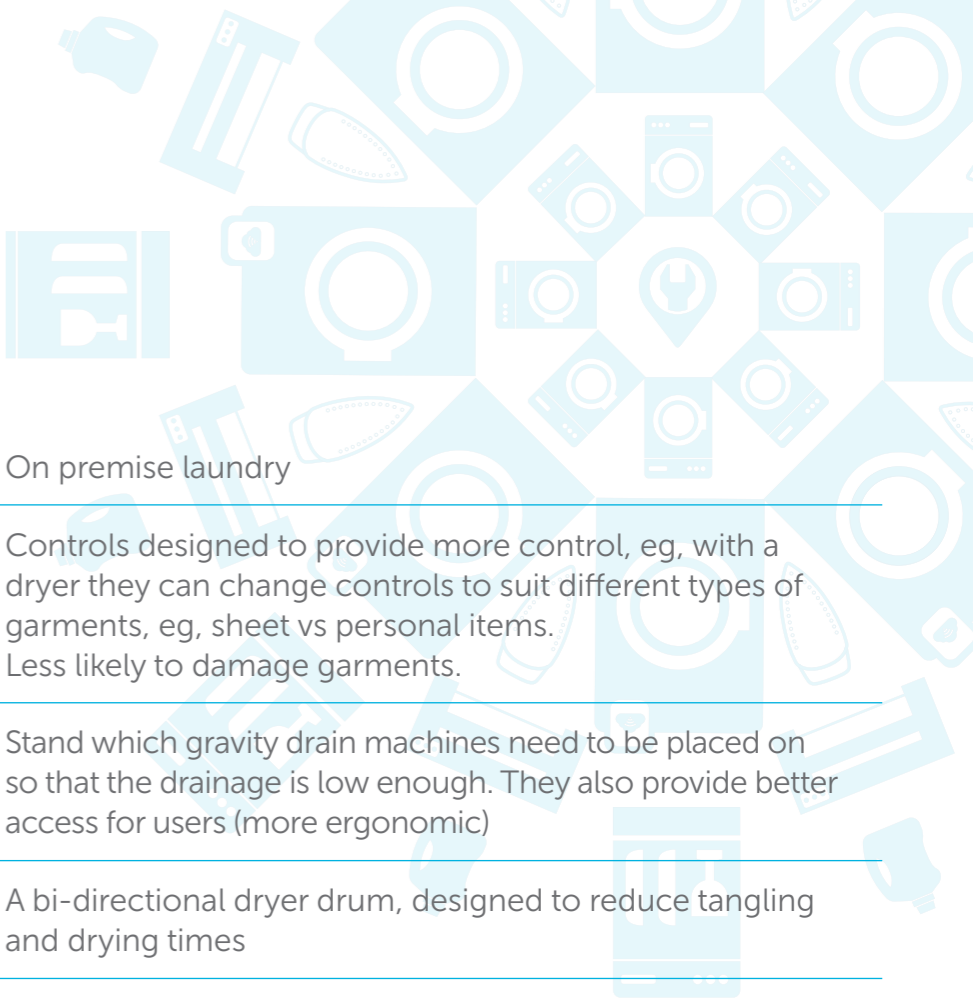 On premise laundry
Controls designed to provide more control, eg, with a
dryer they can change controls to suit different types of
garments, eg, sheet vs personal items.
Less likely to damage garments.
Stand which gravity drain machines need to be placed on
so that the drainage is low enough. They also provide better
access for users (more ergonomic)
A bi-directional dryer drum, designed to reduce tangling
and drying times